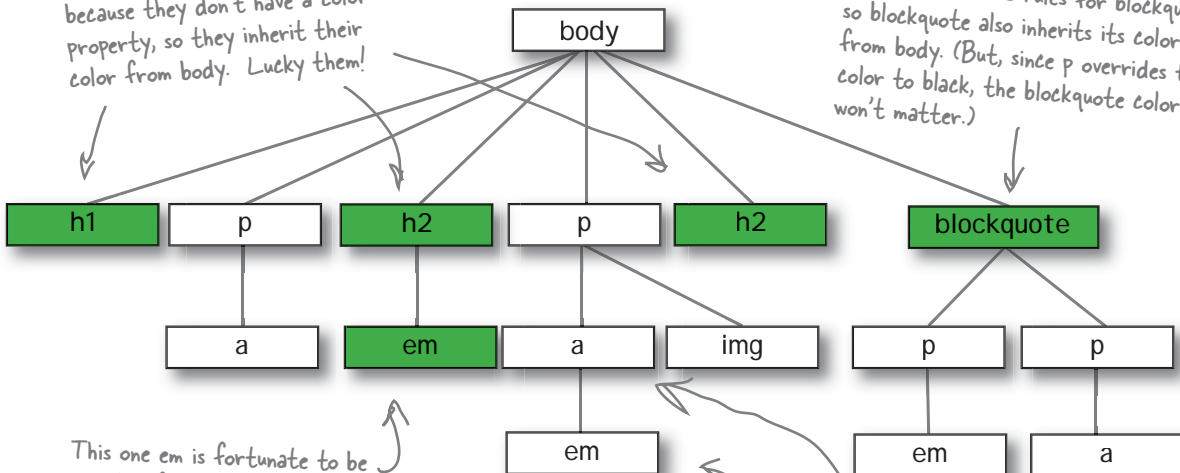 because they don't have a color
property, so they inherit their
color from body. Lucky them!
body
so blockquote also inherits its color
from body. (But, since p overrides
color to black, the blockquote color
won't matter.)
h1
p
h2
p
h2
blockquote
a
em
a
img
p
p
This one em is fortunate to be
em
em
a